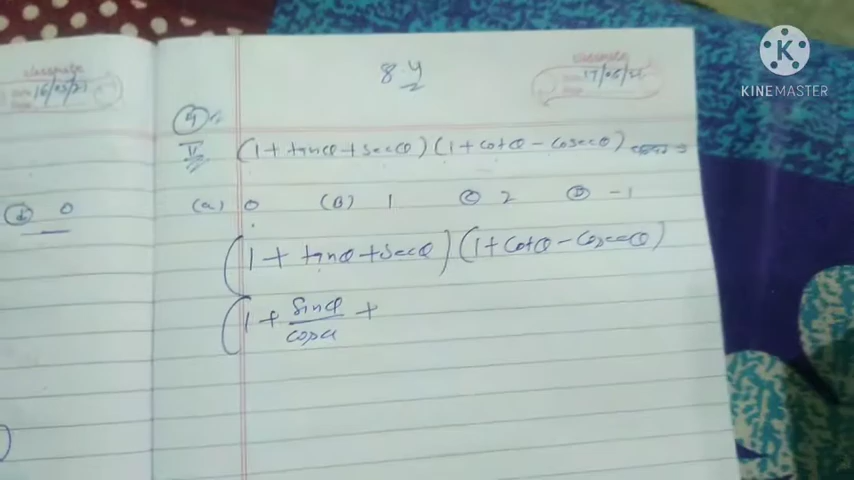 K
KINEMASTER
classmate
16/05/21
classmate
17/05/21
8.4
④
II
(1 + tanθ + secθ) (1 + cotθ - cosecθ)
(a) 0 (B) 1 Ⓒ 2 Ⓓ -1
ⓓ 0
(1 + tanθ + secθ) (1 + cotθ - cosecθ)
(1 + sinθ/cosθ +